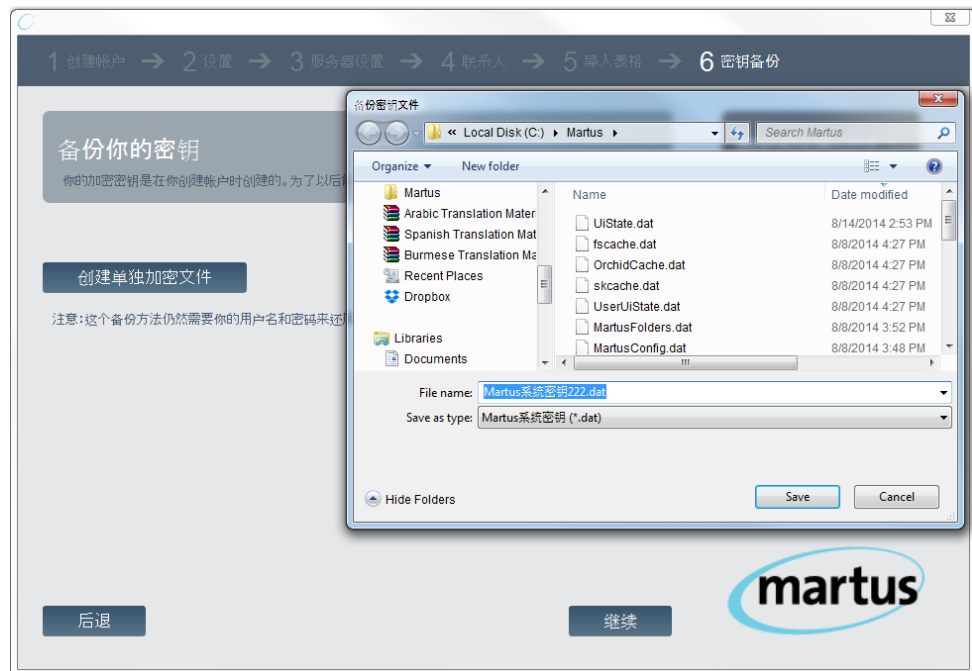 1 创建帐户 → 2 设置 → 3 服务器设置 → 4 联系人 → 5 导入表格 → 6 密钥备份
备份你的密钥
你的加密密钥是在你创建帐户时创建的。为了以后
创建单独加密文件
注意:这个备份方法仍然需要你的用户名和密码来还
后退
继续
martus
备份密钥文件
« Local Disk (C:) ▸ Martus ▸
Search Martus
Organize
New folder
Martus
Arabic Translation Mater
Spanish Translation Mat
Burmese Translation Ma
Recent Places
Dropbox
Libraries
Documents
Name Date modified
UiState.dat 8/14/2014 2:53 PM
fscache.dat 8/8/2014 4:27 PM
OrchidCache.dat 8/8/2014 4:27 PM
skcache.dat 8/8/2014 4:27 PM
UserUiState.dat 8/8/2014 4:27 PM
MartusFolders.dat 8/8/2014 3:52 PM
MartusConfig.dat 8/8/2014 3:48 PM
File name: Martus系统密钥222.dat
Save as type: Martus系统密钥 (*.dat)
Hide Folders
Save
Cancel